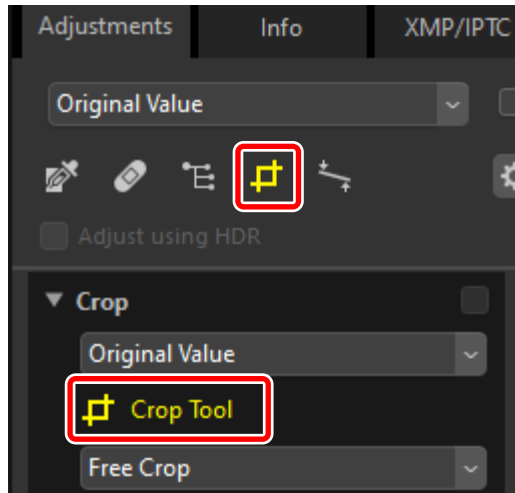 Adjustments Info XMP/IPTC
Original Value
Adjust using HDR
Crop
Original Value
Crop Tool
Free Crop